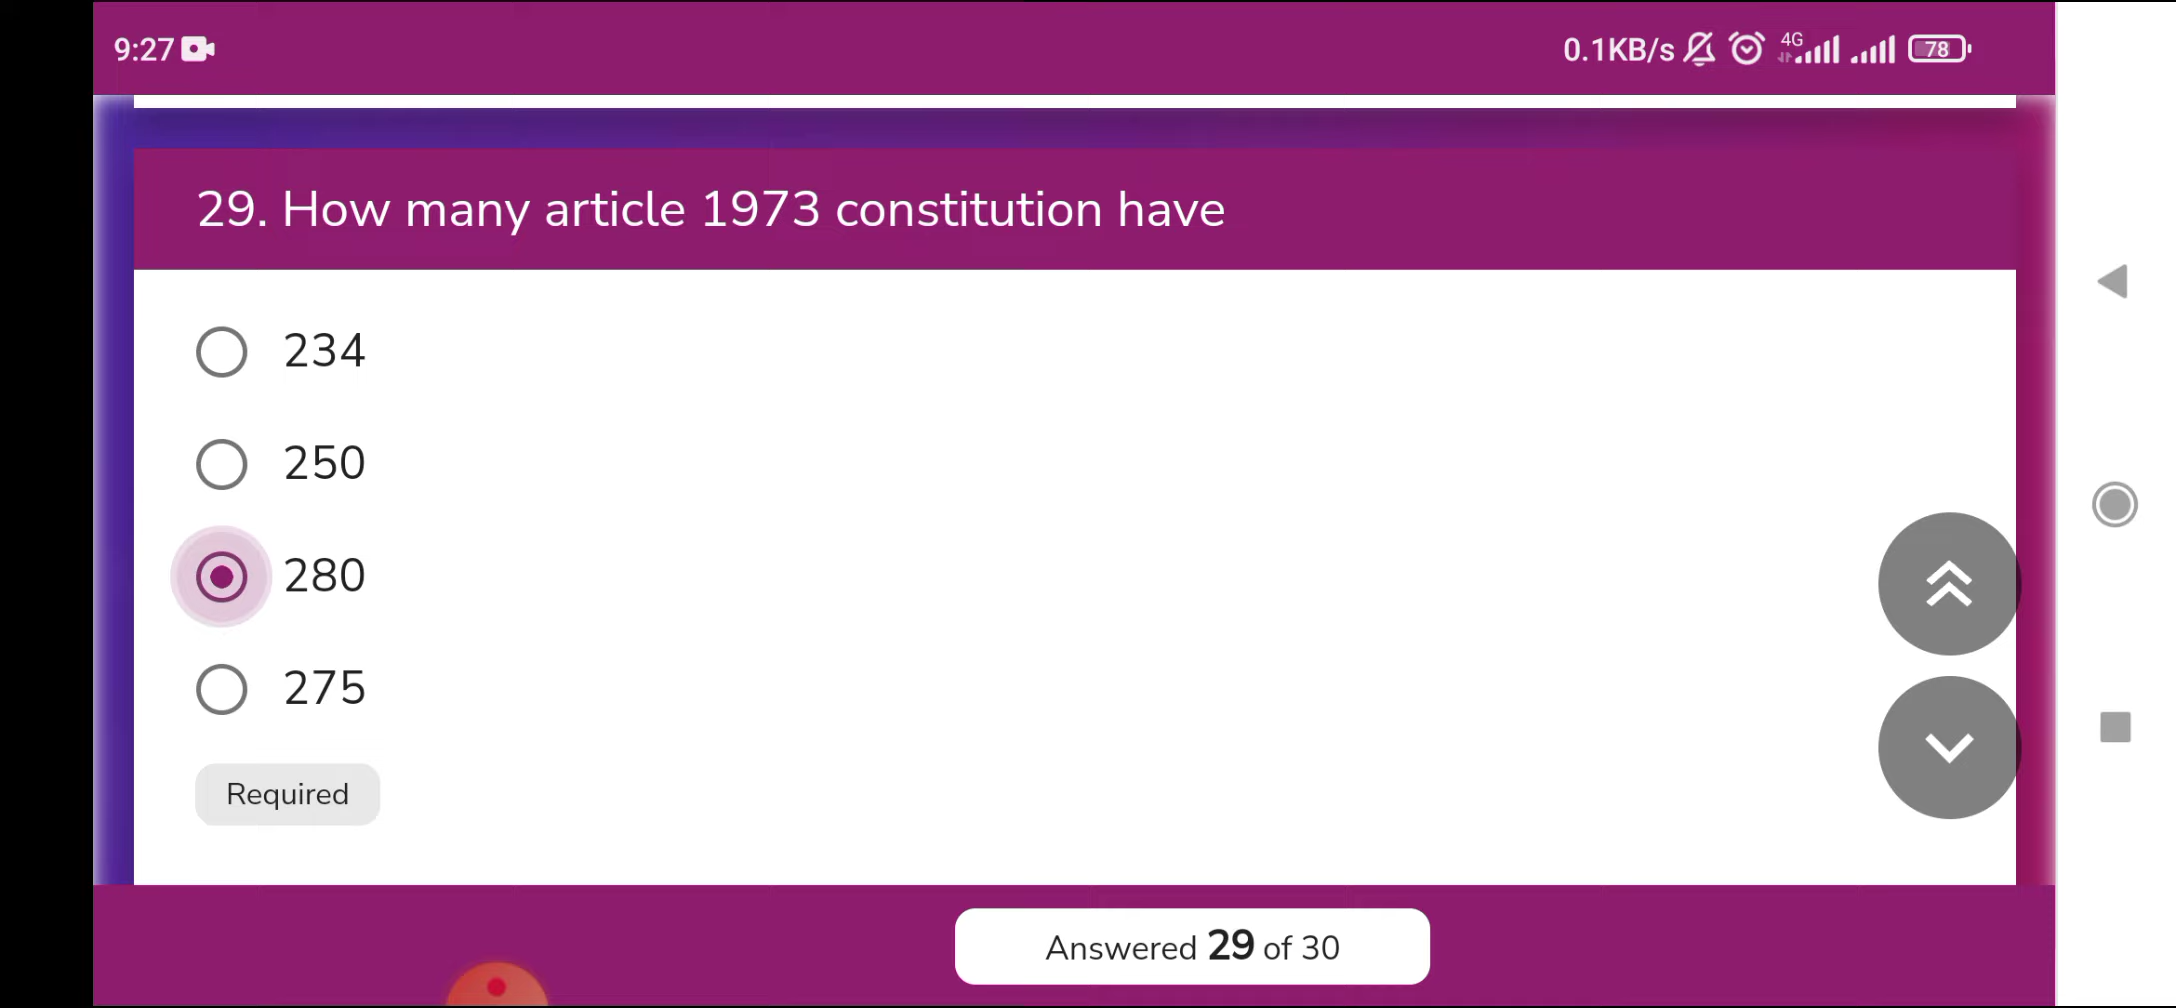 9:27
0.1KB/s 4G 78
29. How many article 1973 constitution have
234
250
280
275
Required
Answered 29 of 30